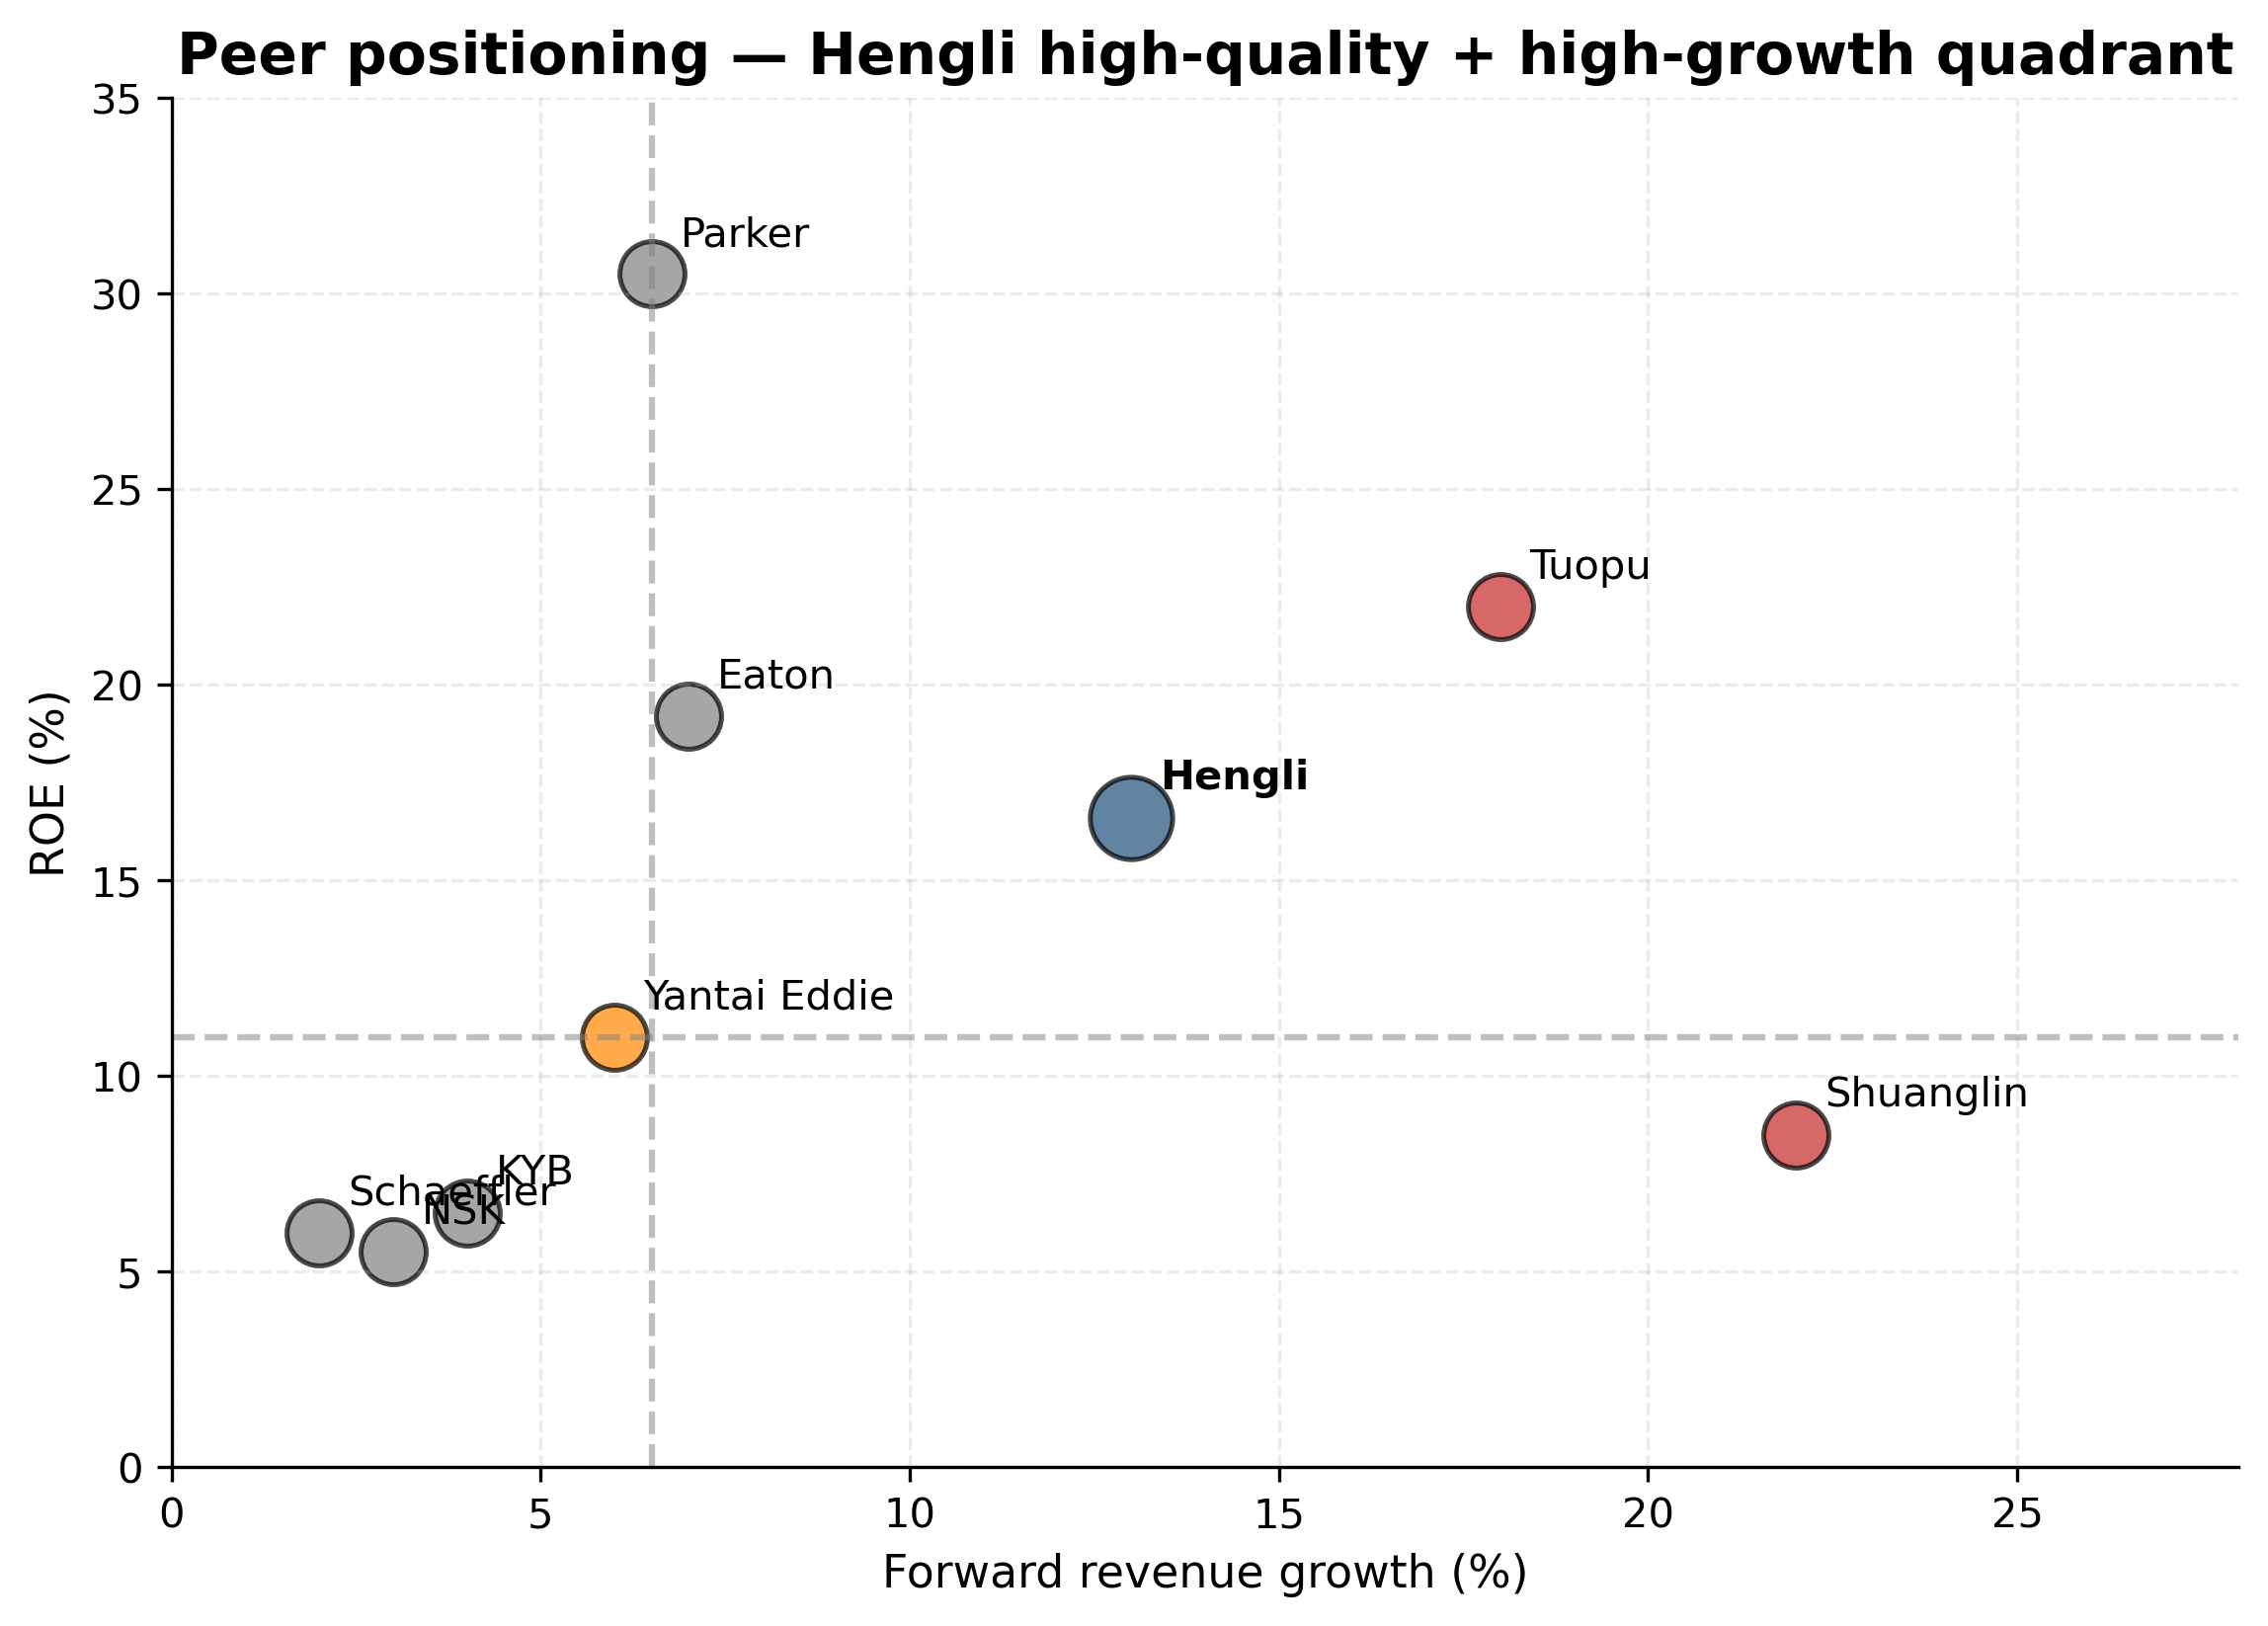 Peer positioning — Hengli high-quality + high-growth quadrant
35
30
25
20
15
10
5
0
ROE (%)
Parker
Tuopu
Eaton
Hengli
Yantai Eddie
Shuanglin
KYB
Schaeffler
NSK
0
5
10
15
20
25
Forward revenue growth (%)